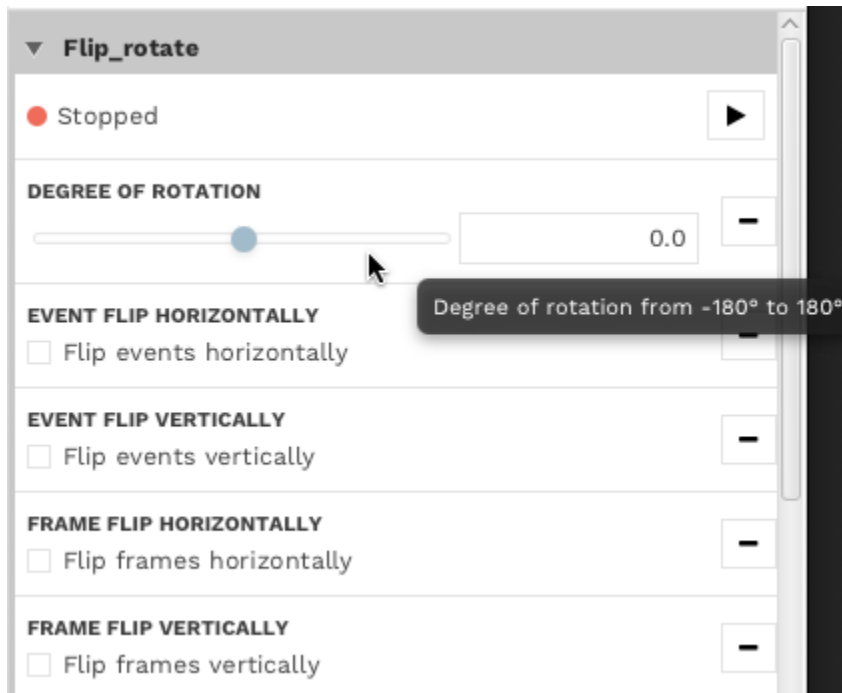 Flip_rotate
Stopped
DEGREE OF ROTATION
0.0
Degree of rotation from -180° to 180°
EVENT FLIP HORIZONTALLY
Flip events horizontally
EVENT FLIP VERTICALLY
Flip events vertically
FRAME FLIP HORIZONTALLY
Flip frames horizontally
FRAME FLIP VERTICALLY
Flip frames vertically